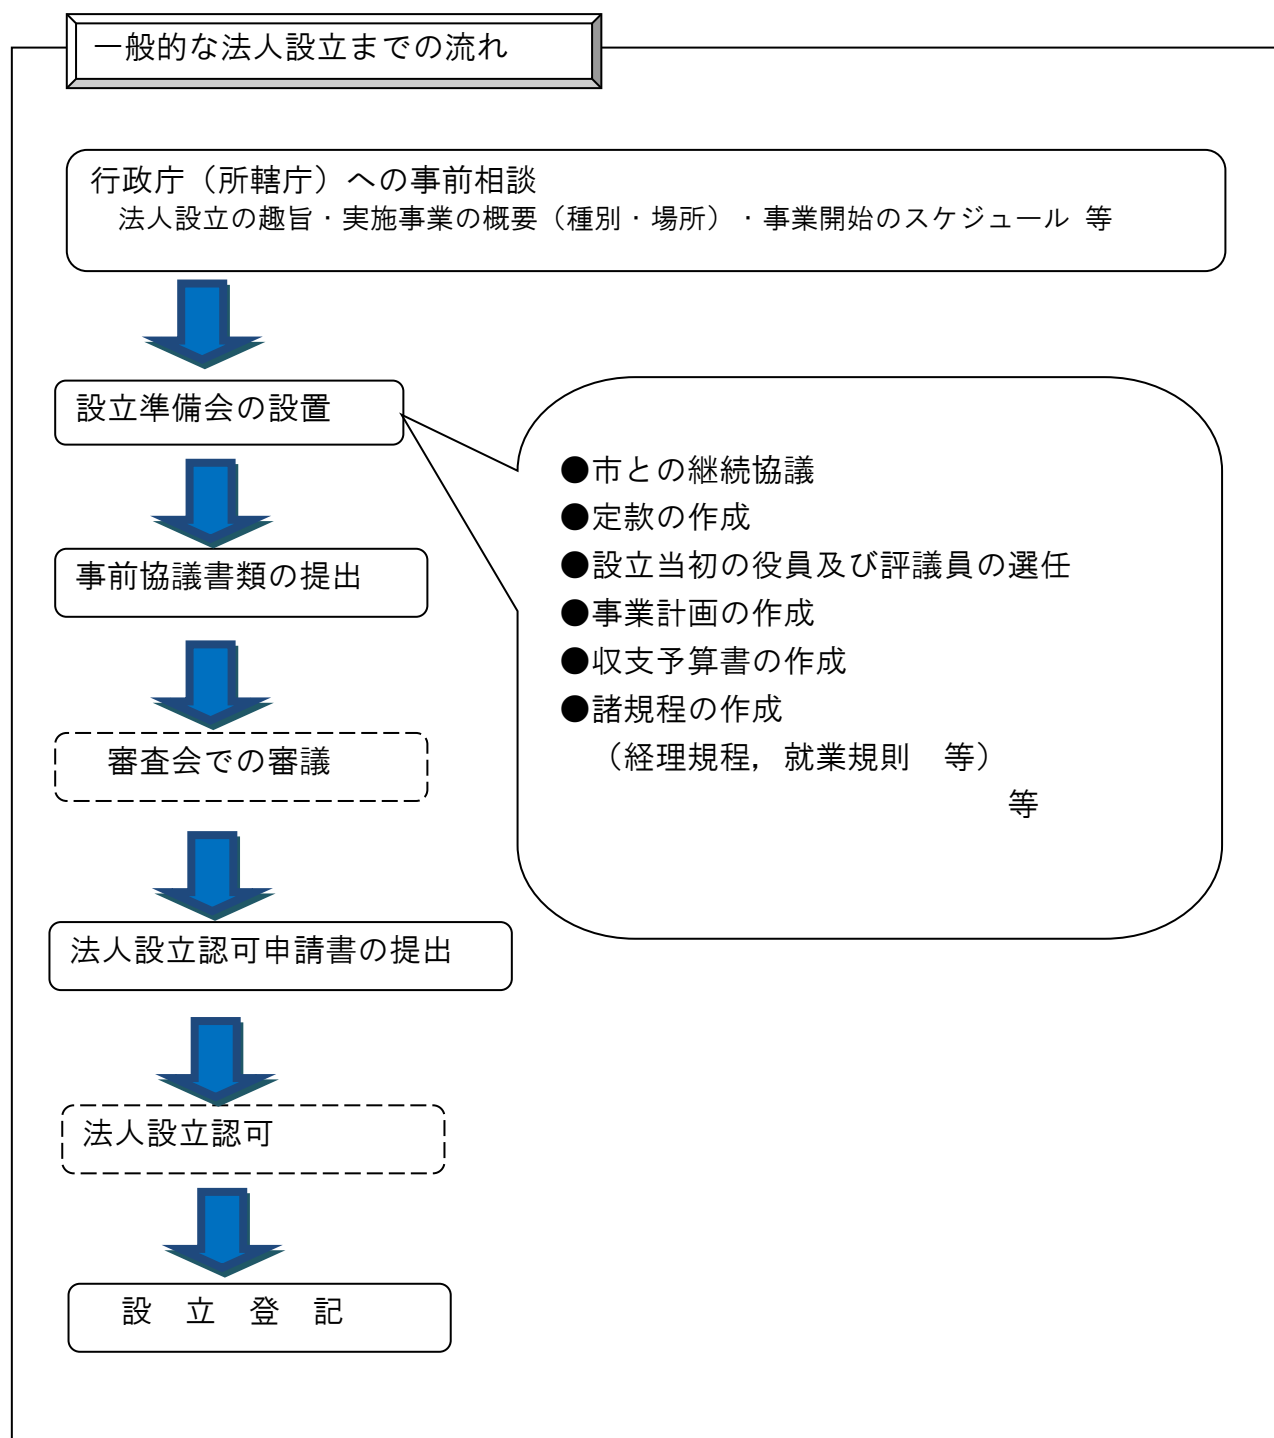 一般的な法人設立までの流れ
行政庁（所轄庁）への事前相談
法人設立の趣旨・実施事業の概要（種別・場所）・事業開始のスケジュール 等
設立準備会の設置
●市との継続協議
●定款の作成
●設立当初の役員及び評議員の選任
●事業計画の作成
●収支予算書の作成
●諸規程の作成
（経理規程，就業規則　等）
等
事前協議書類の提出
審査会での審議
法人設立認可申請書の提出
法人設立認可
設　立　登　記